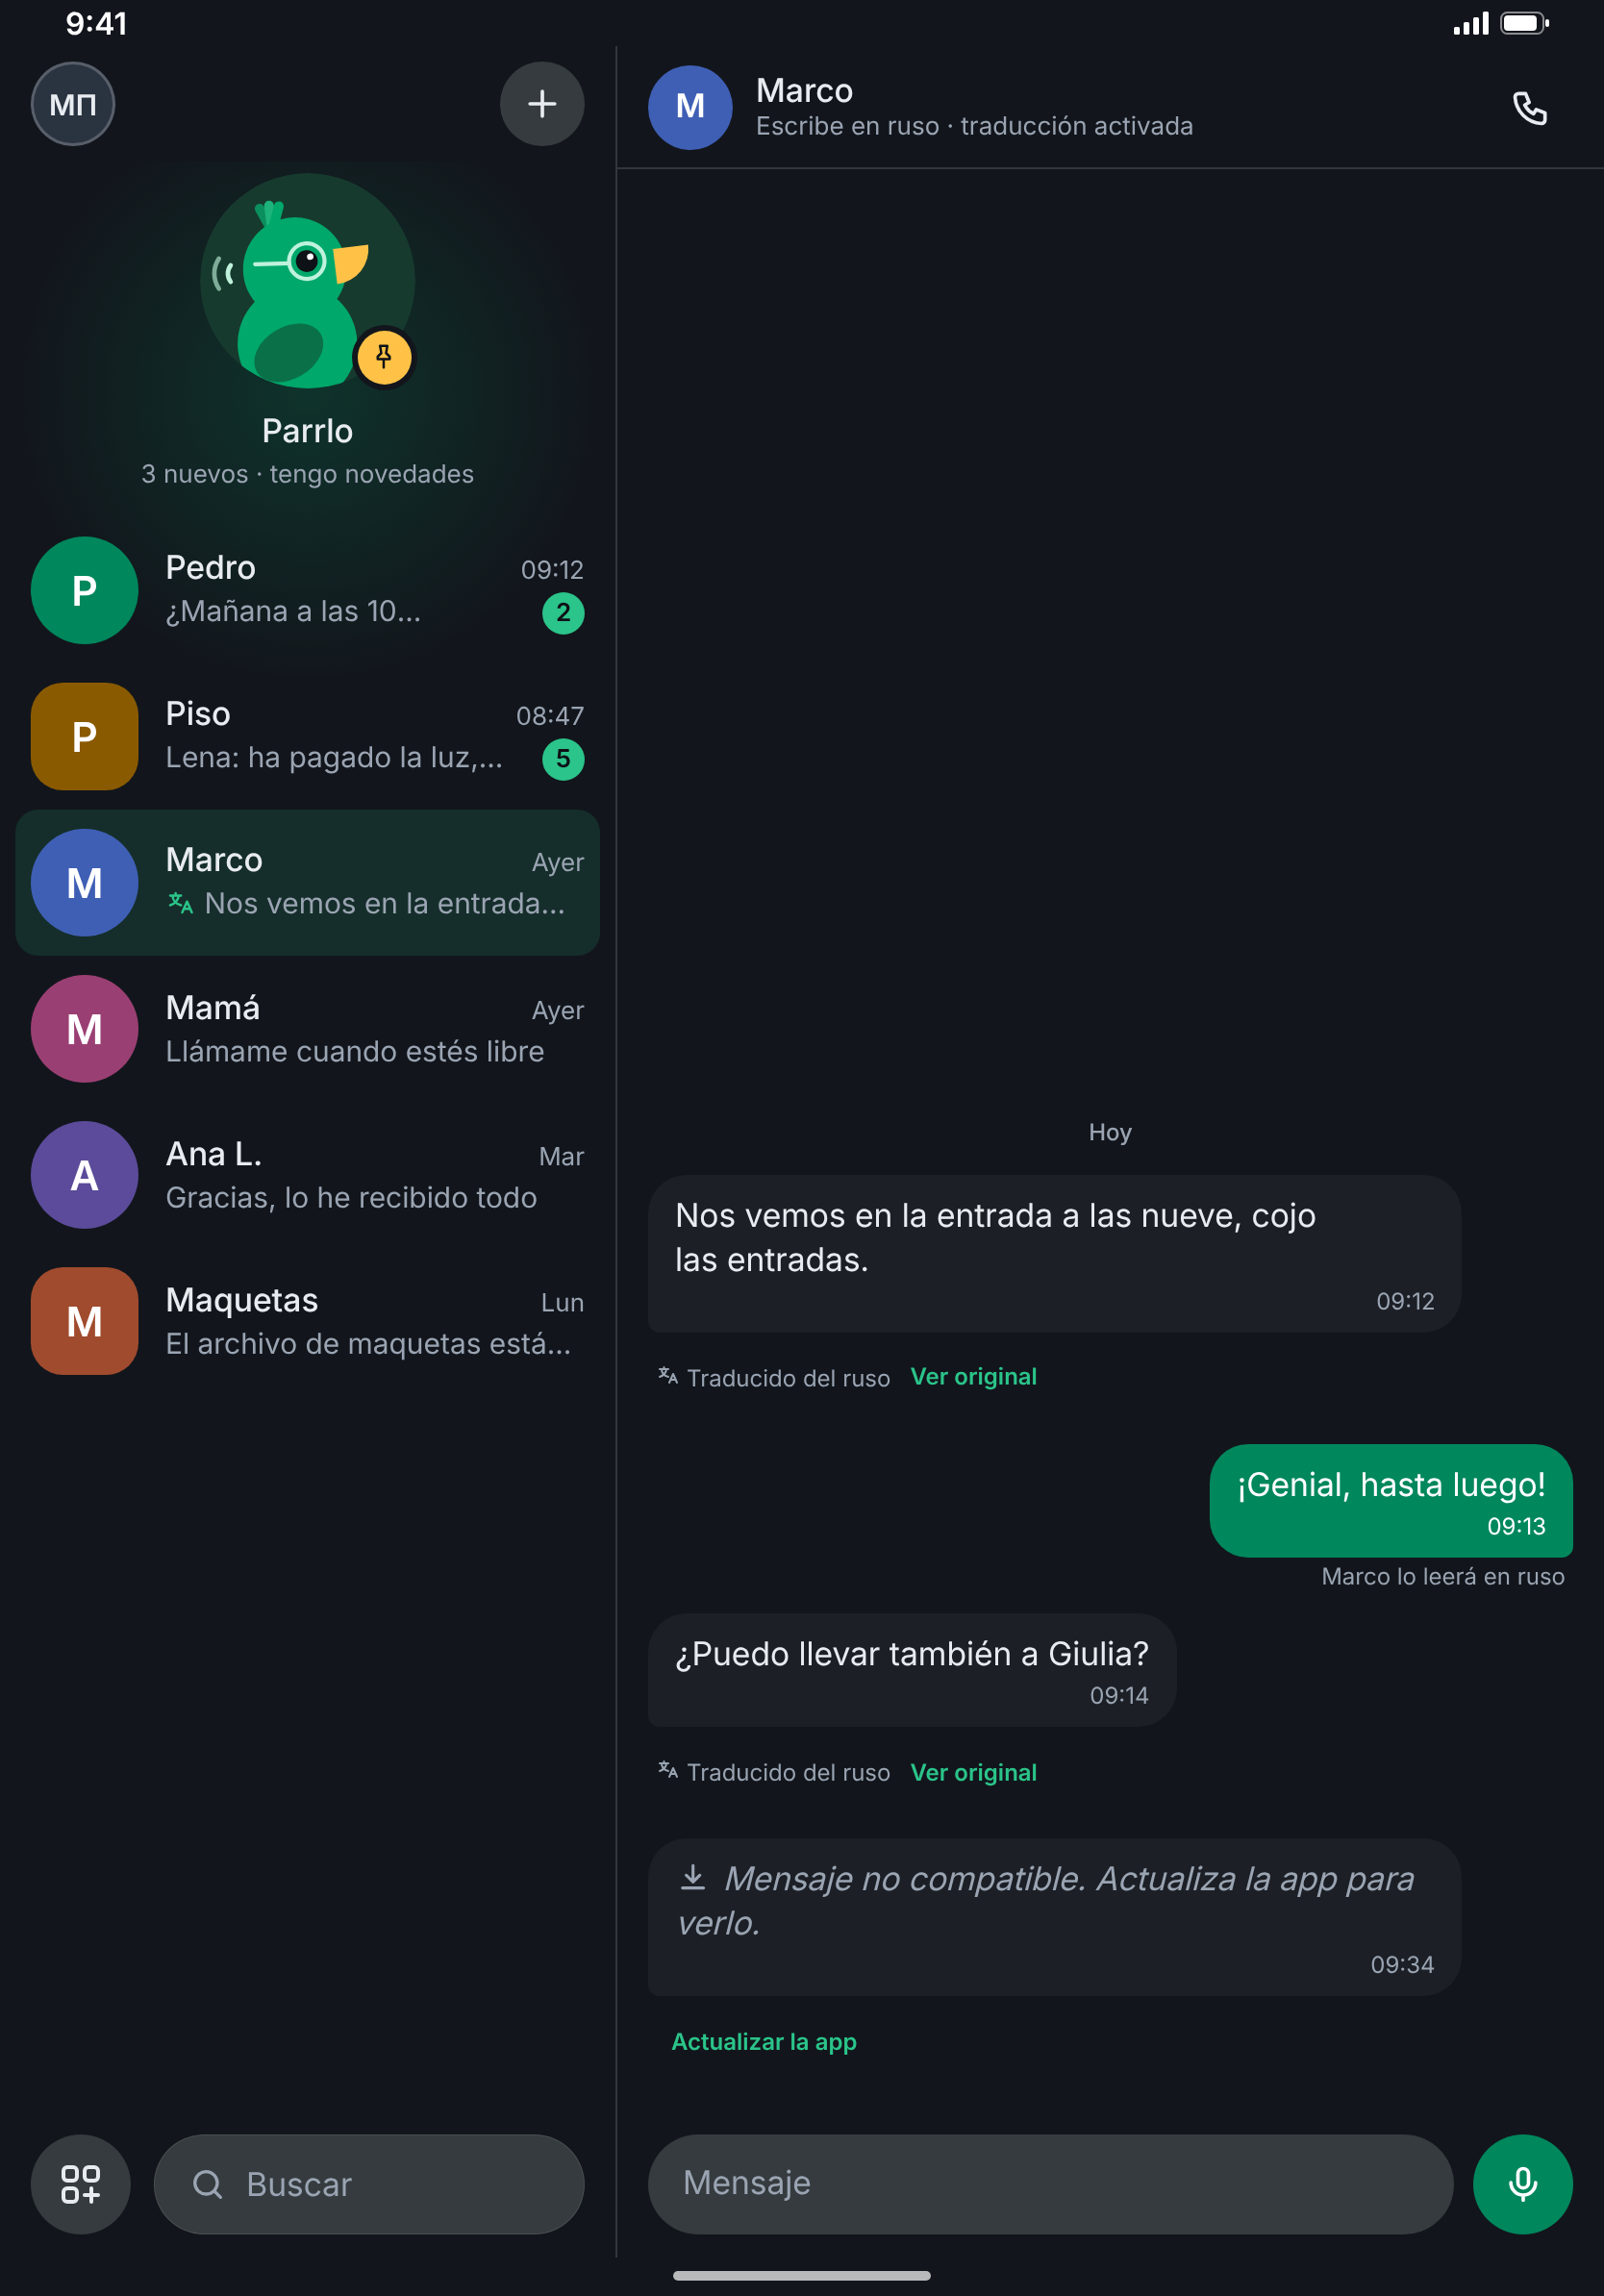 9:41
МП
Parrlo
3 nuevos · tengo novedades
P
Pedro
09:12
¿Mañana a las 10...
2
P
Piso
08:47
Lena: ha pagado la luz,...
5
M
Marco
Ayer
Nos vemos en la entrada...
M
Mamá
Ayer
Llámame cuando estés libre
A
Ana L.
Mar
Gracias, lo he recibido todo
M
Maquetas
Lun
El archivo de maquetas está...
Buscar
M
Marco
Escribe en ruso · traducción activada
Hoy
Nos vemos en la entrada a las nueve, cojo
las entradas.
09:12
Traducido del ruso Ver original
¡Genial, hasta luego!
09:13
Marco lo leerá en ruso
¿Puedo llevar también a Giulia?
09:14
Traducido del ruso Ver original
Mensaje no compatible. Actualiza la app para
verlo.
09:34
Actualizar la app
Mensaje